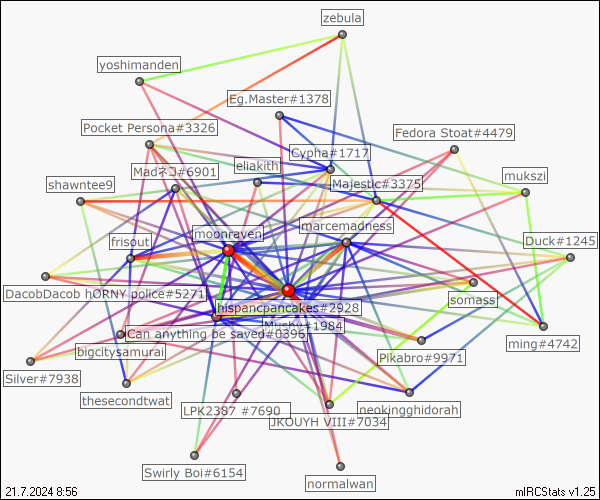 zebula
yoshimanden
Eg.Master#1378
Pocket Persona#3326
Fedora Stoat#4479
Cypha#1717
eliakith
Madネコ#6901
Majestic#3375
shawntee9
mukszi
marcemadness
moonraven
frisout
Duck#1245
DacobDacob hORNY police#5271
hispancpancakes#2928
somass
Mushu#1984
Can anything be saved#0396
ming#4742
bigcitysamurai
Pikabro#9971
Silver#7938
thesecondtwat
LPK2387 #7690
neokingghidorah
JKOUYH VIII#7034
Swirly Boi#6154
normalwan
21.7.2024 8:56
mIRCStats v1.25